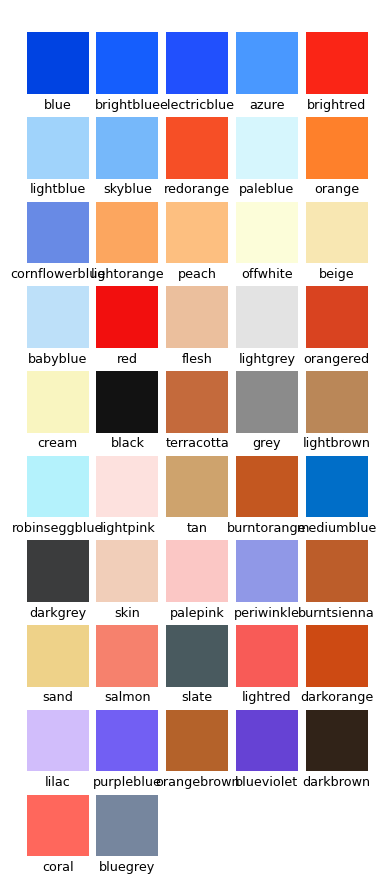 blue brightblue electricblue azure brightred
lightblue skyblue redorange paleblue orange
cornflowerblue lightorange peach offwhite beige
babyblue red flesh lightgrey orangered
cream black terracotta grey lightbrown
robinseggblue lightpink tan burntorange mediumblue
darkgrey skin palepink periwinkle burntsienna
sand salmon slate lightred darkorange
lilac purpleblue orangebrown blueviolet darkbrown
coral bluegrey